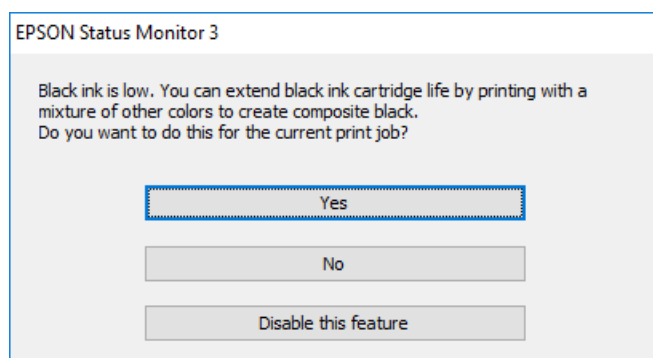 EPSON Status Monitor 3
Black ink is low. You can extend black ink cartridge life by printing with a
mixture of other colors to create composite black.
Do you want to do this for the current print job?
Yes
No
Disable this feature